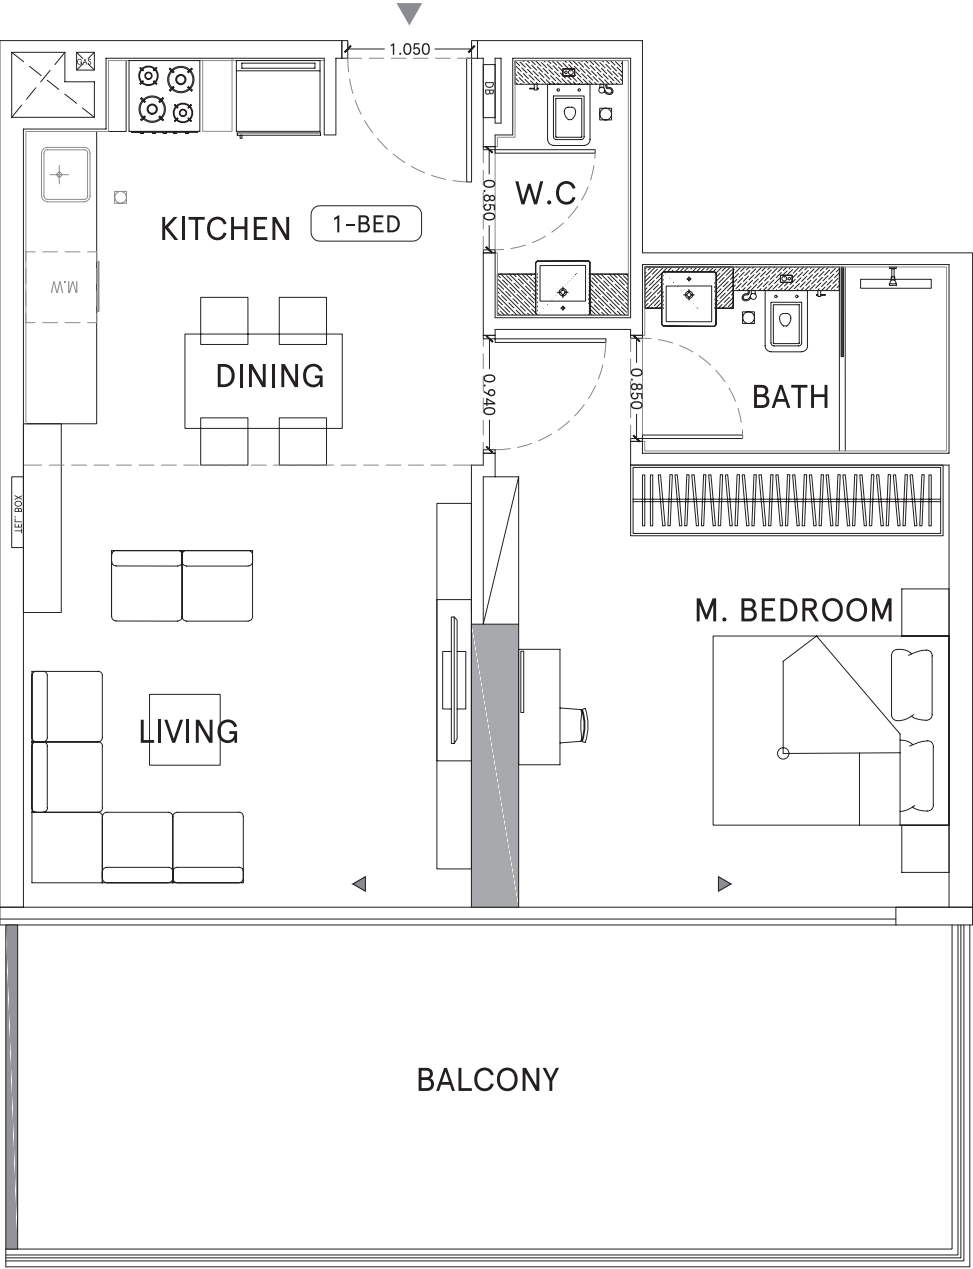 1.050
GAS
DB
W.C
0.850
KITCHEN
1-BED
M.W
DINING
0.940
0.850
BATH
TEL. BOX
M. BEDROOM
LIVING
BALCONY